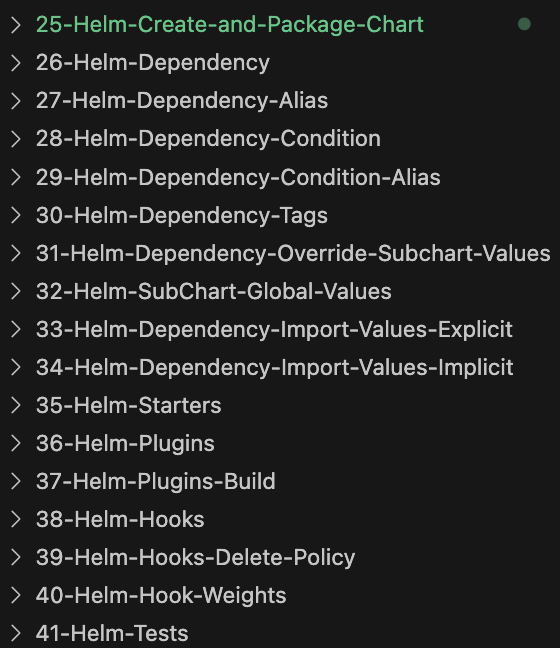 25-Helm-Create-and-Package-Chart
26-Helm-Dependency
27-Helm-Dependency-Alias
28-Helm-Dependency-Condition
29-Helm-Dependency-Condition-Alias
30-Helm-Dependency-Tags
31-Helm-Dependency-Override-Subchart-Values
32-Helm-SubChart-Global-Values
33-Helm-Dependency-Import-Values-Explicit
34-Helm-Dependency-Import-Values-Implicit
35-Helm-Starters
36-Helm-Plugins
37-Helm-Plugins-Build
38-Helm-Hooks
39-Helm-Hooks-Delete-Policy
40-Helm-Hook-Weights
41-Helm-Tests